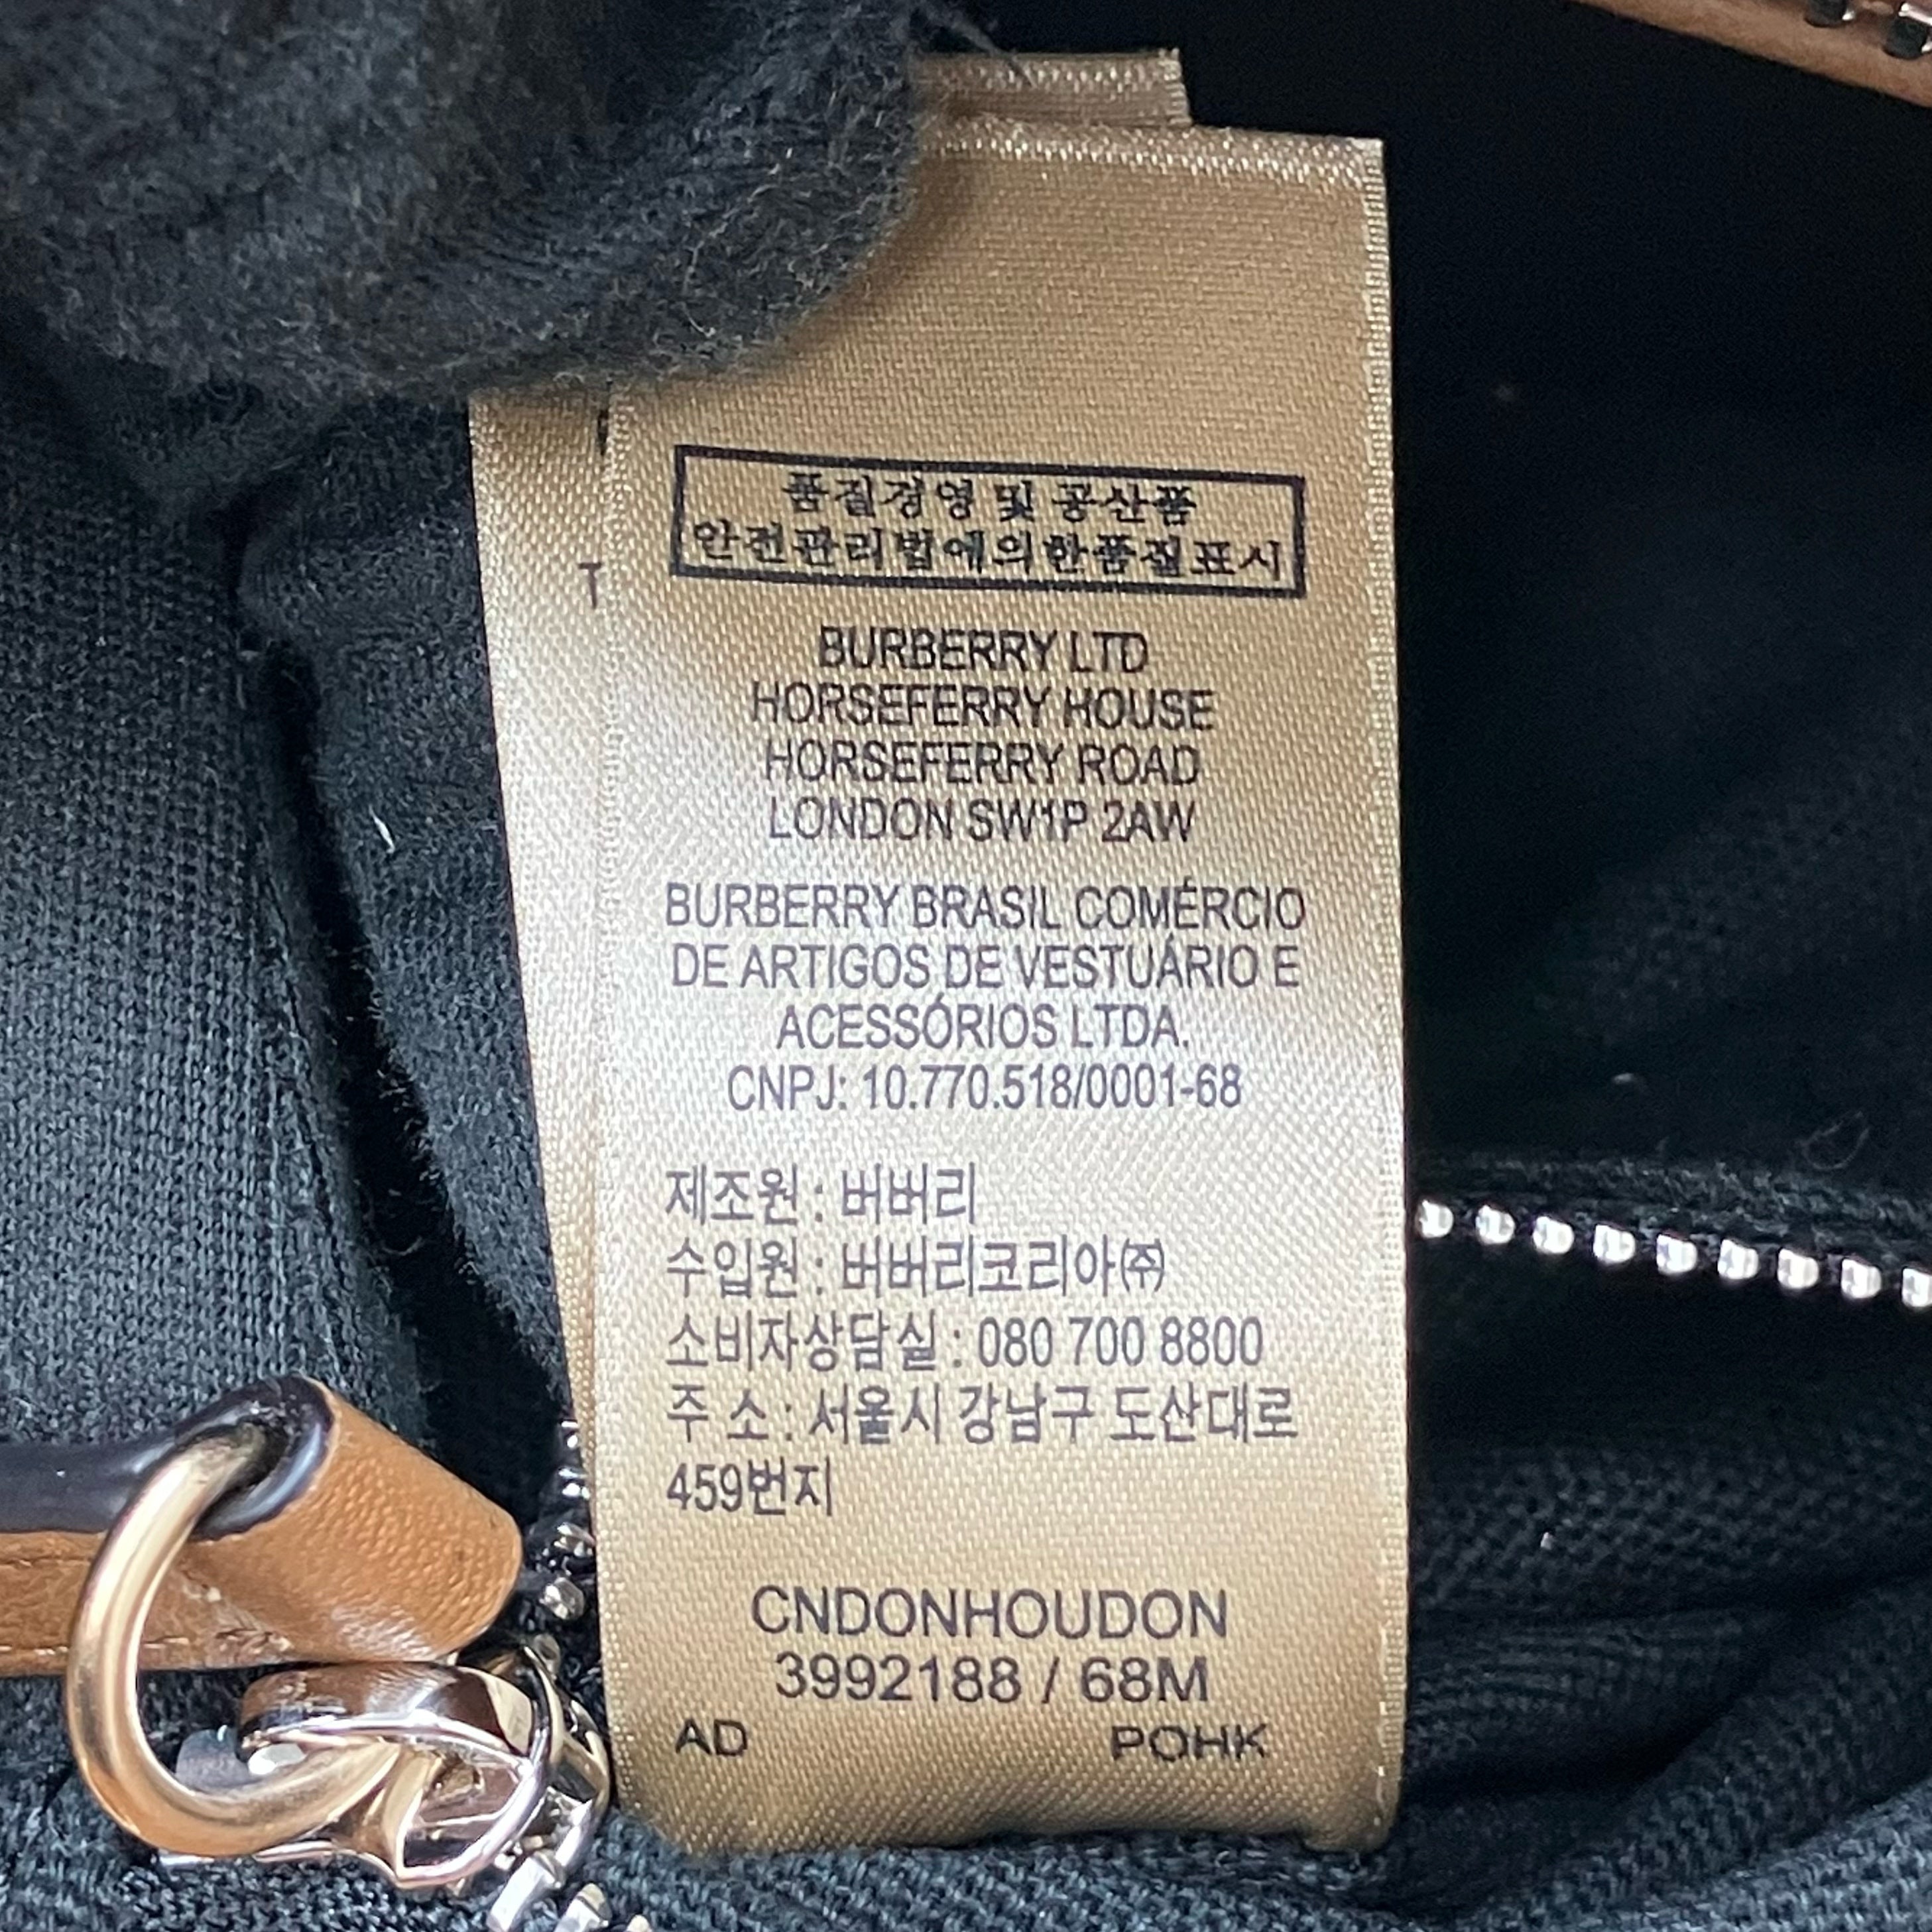 품질경영 및 공산품
안전관리법에의한품질표시
BURBERRY LTD
HORSEFERRY HOUSE
HORSEFERRY ROAD
LONDON SW1P 2AW
BURBERRY BRASIL COMÉRCIO
DE ARTIGOS DE VESTUÁRIO E
ACESSÓRIOS LTDA.
CNPJ: 10.770.518/0001-68
제조원 : 버버리
수입원 : 버버리코리아㈜
소비자상담실 : 080 700 8800
주 소 : 서울시 강남구 도산대로
459번지
CNDONHOUDON
3992188 / 68M
AD POHK
T